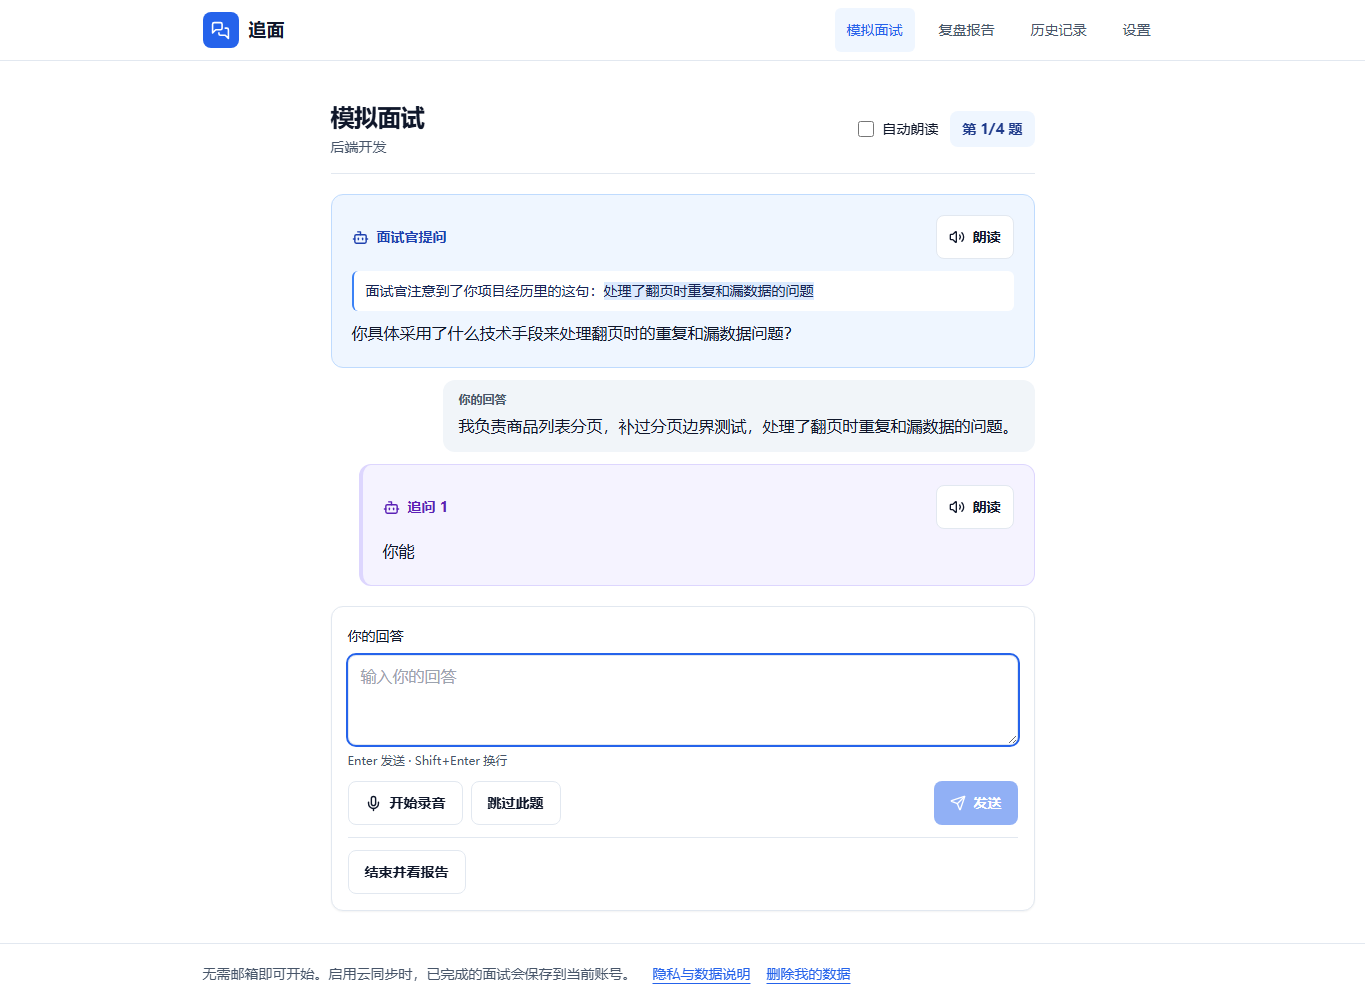 追面
模拟面试
复盘报告
历史记录
设置
模拟面试
后端开发
自动朗读
第 1/4 题
面试官提问
朗读
面试官注意到了你项目经历里的这句：处理了翻页时重复和漏数据的问题
你具体采用了什么技术手段来处理翻页时的重复和漏数据问题？
你的回答
我负责商品列表分页，补过分页边界测试，处理了翻页时重复和漏数据的问题。
追问 1
朗读
你能
你的回答
输入你的回答
Enter 发送 · Shift+Enter 换行
开始录音
跳过此题
发送
结束并看报告
无需邮箱即可开始。启用云同步时，已完成的面试会保存到当前账号。
隐私与数据说明
删除我的数据